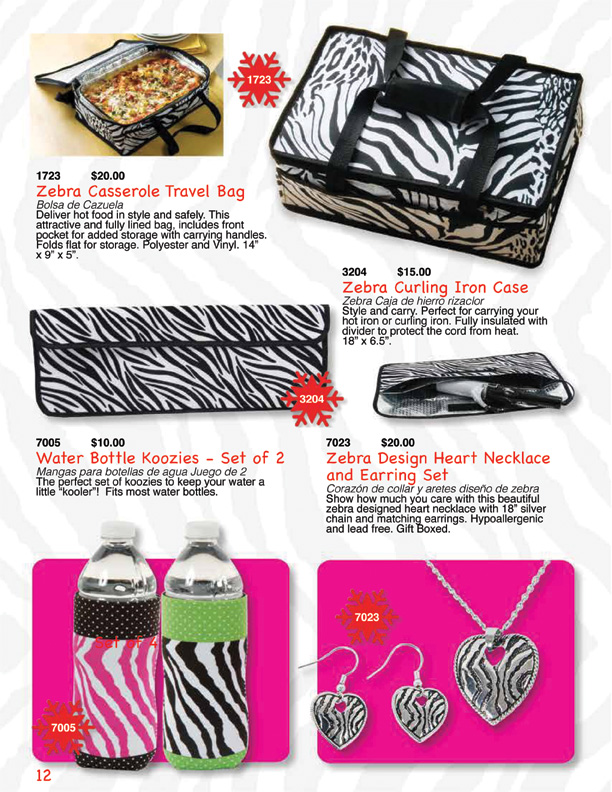 1723
1723 $20.00
Zebra Casserole Travel Bag
Bolsa de Cazuela
Deliver hot food in style and safely. This
attractive and fully lined bag, includes front
pocket for added storage with carrying handles.
Folds flat for storage. Polyester and Vinyl. 14"
x 9" x 5".
3204 $15.00
Zebra Curling Iron Case
Zebra Caja de hierro rizaclor
Style and carry. Perfect for carrying your
hot iron or curling iron. Fully insulated with
divider to protect the cord from heat.
18" x 6.5".
3204
7005 $10.00
Water Bottle Koozies - Set of 2
Mangas para botellas de agua Juego de 2
The perfect set of koozies to keep your water a
little "kooler"! Fits most water bottles.
7023 $20.00
Zebra Design Heart Necklace
and Earring Set
Corazón de collar y aretes diseño de zebra
Show how much you care with this beautiful
zebra designed heart necklace with 18" silver
chain and matching earrings. Hypoallergenic
and lead free. Gift Boxed.
Set of 4
7005
7023
12